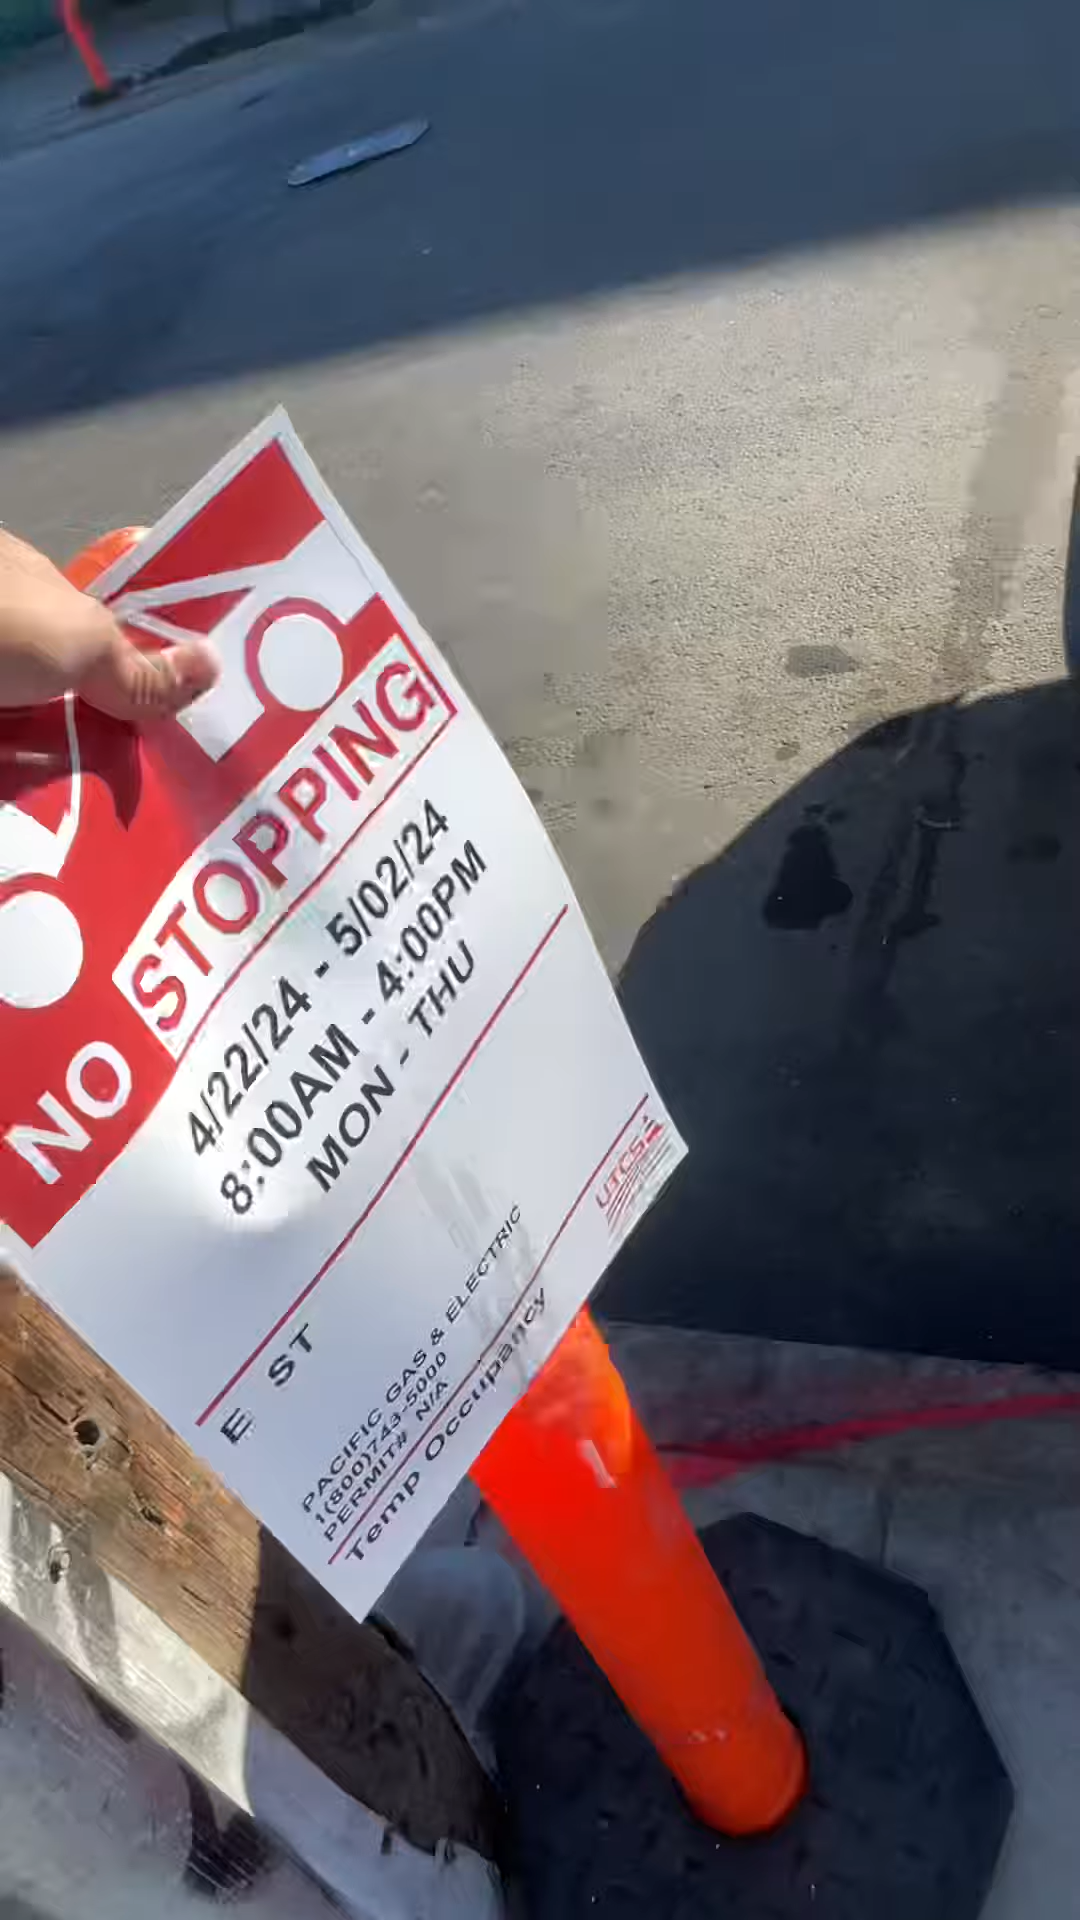 NO STOPPING
4/22/24 - 5/02/24
8:00AM - 4:00PM
MON - THU
E ST
PACIFIC GAS & ELECTRIC
1(800)743-5000
PERMIT# N/A
Temp Occupancy